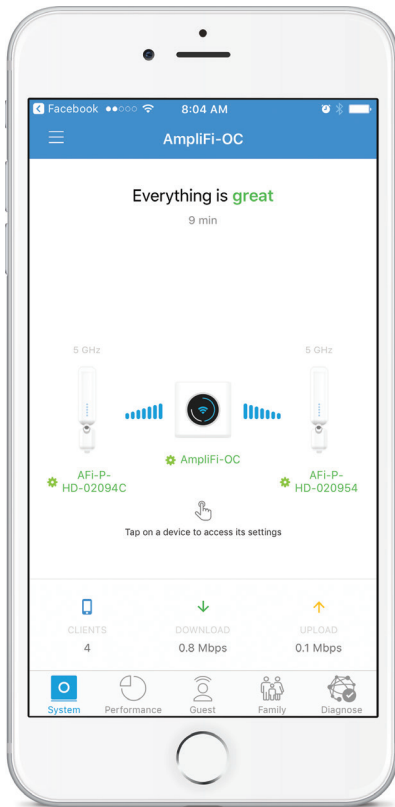 Facebook 8:04 AM
AmpliFi-OC
Everything is great
9 min
5 GHz
5 GHz
AmpliFi-OC
AFi-P-
HD-02094C
AFi-P-
HD-020954
Tap on a device to access its settings
CLIENTS
4
DOWNLOAD
0.8 Mbps
UPLOAD
0.1 Mbps
System Performance Guest Family Diagnose